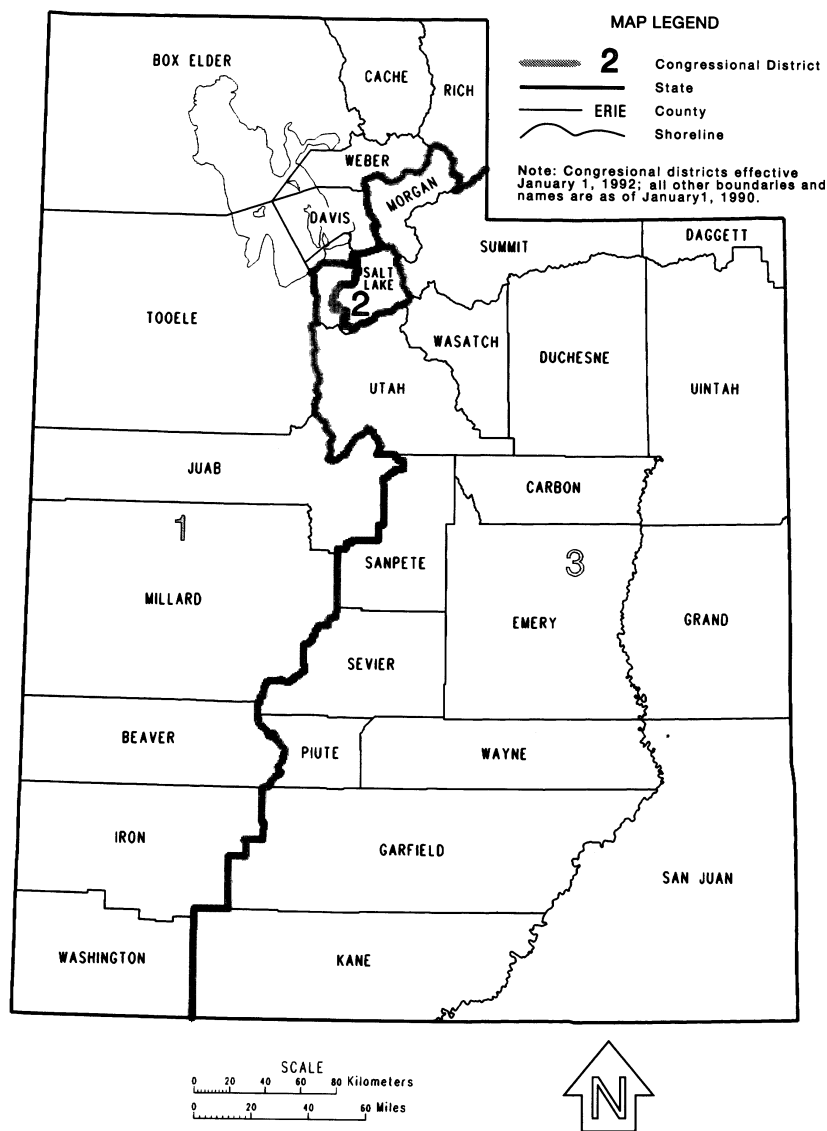 MAP LEGEND
2 Congressional District
State
ERIE County
Shoreline
Note: Congresional districts effective
January 1, 1992; all other boundaries and
names are as of January1, 1990.
BOX ELDER
CACHE
RICH
WEBER
MORGAN
DAVIS
SUMMIT
DAGGETT
SALT
LAKE
2
TOOELE
WASATCH
DUCHESNE
UTAH
UINTAH
JUAB
CARBON
1
SANPETE
3
MILLARD
EMERY
GRAND
SEVIER
BEAVER
PIUTE
WAYNE
IRON
GARFIELD
SAN JUAN
WASHINGTON
KANE
SCALE
0 20 40 60 80 Kilometers
0 20 40 60 Miles
N